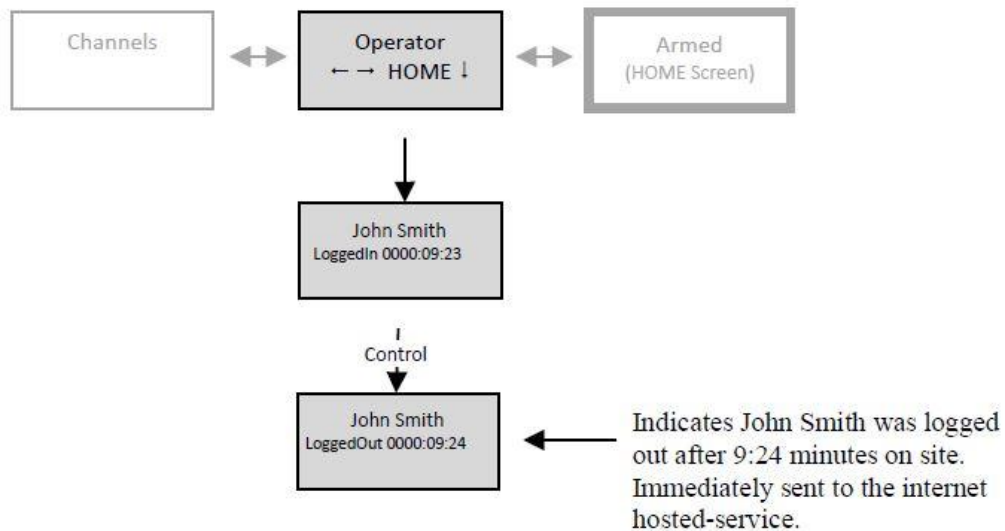 Channels
Operator
← → HOME ↓
Armed
(HOME Screen)
John Smith
LoggedIn 0000:09:23
Control
John Smith
LoggedOut 0000:09:24
Indicates John Smith was logged
out after 9:24 minutes on site.
Immediately sent to the internet
hosted-service.